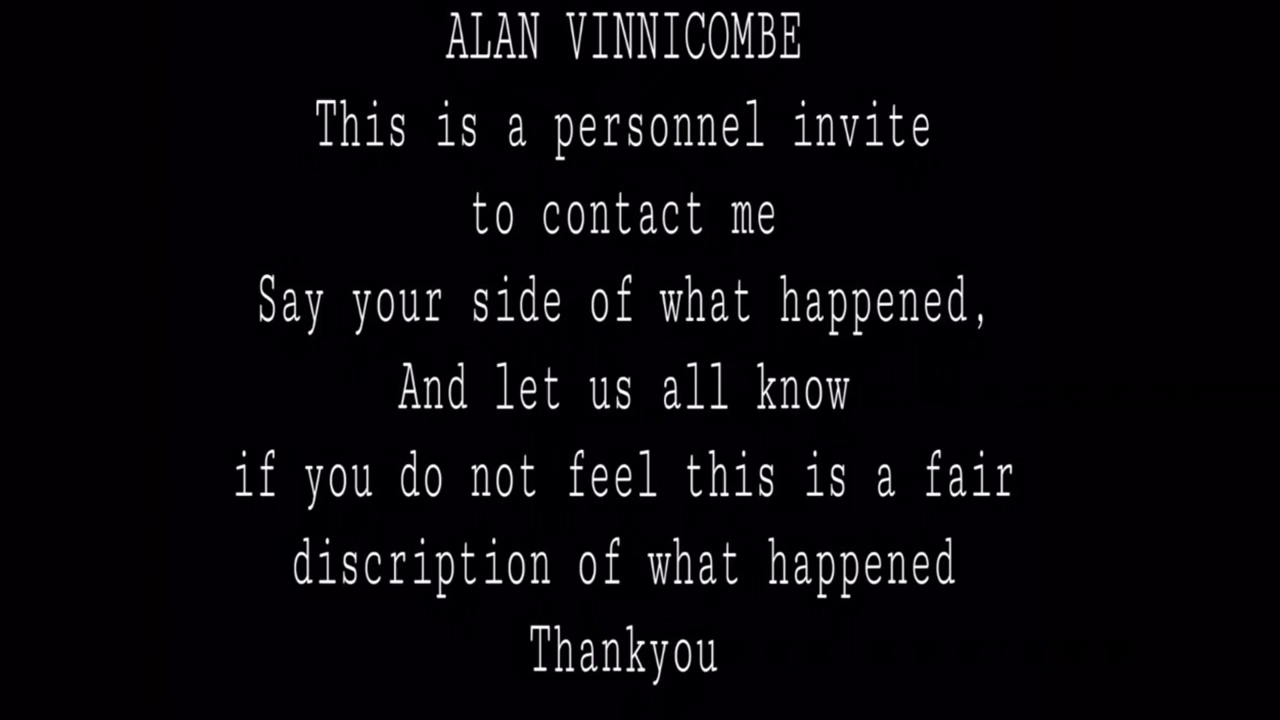 ALAN VINNICOMBE
This is a personnel invite
to contact me
Say your side of what happened,
And let us all know
if you do not feel this is a fair
discription of what happened
Thankyou